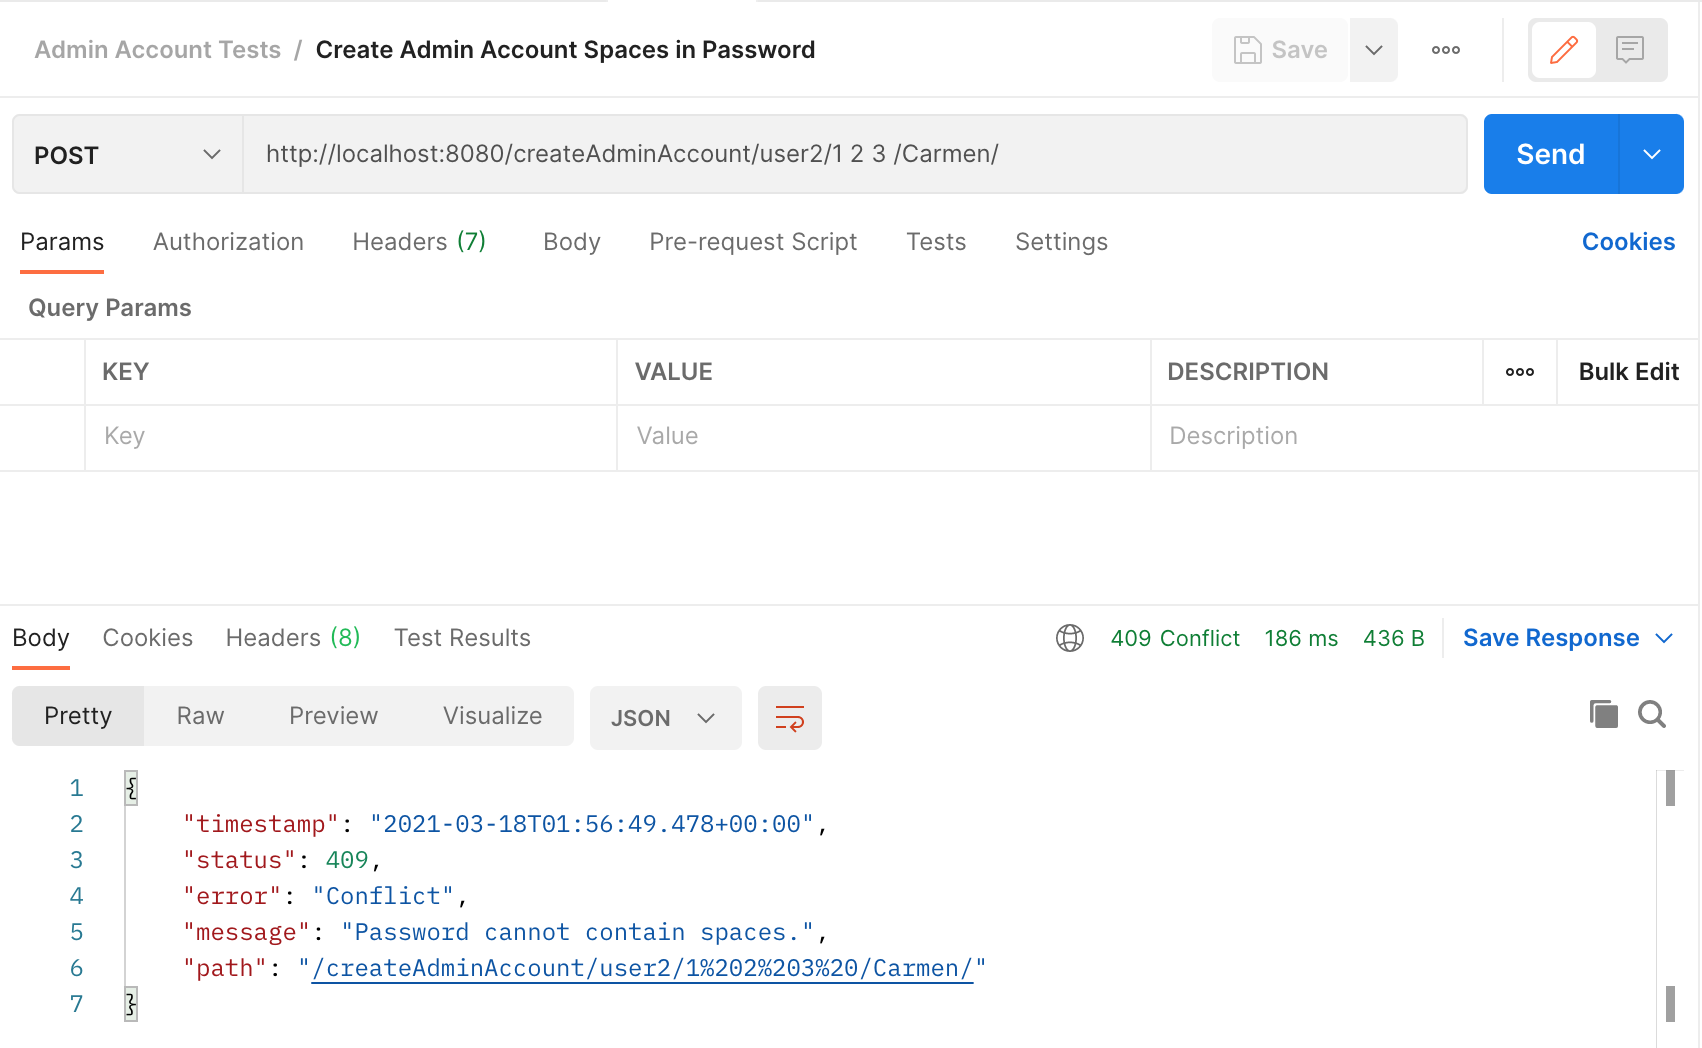 Admin Account Tests / Create Admin Account Spaces in Password
Save
POST
http://localhost:8080/createAdminAccount/user2/1 2 3 /Carmen/
Send
Params Authorization Headers (7) Body Pre-request Script Tests Settings Cookies
Query Params
KEY VALUE DESCRIPTION Bulk Edit
Key Value Description
Body Cookies Headers (8) Test Results 409 Conflict 186 ms 436 B Save Response
Pretty Raw Preview Visualize JSON
1 {
2 "timestamp": "2021-03-18T01:56:49.478+00:00",
3 "status": 409,
4 "error": "Conflict",
5 "message": "Password cannot contain spaces.",
6 "path": "/createAdminAccount/user2/1%202%203%20/Carmen/"
7 }